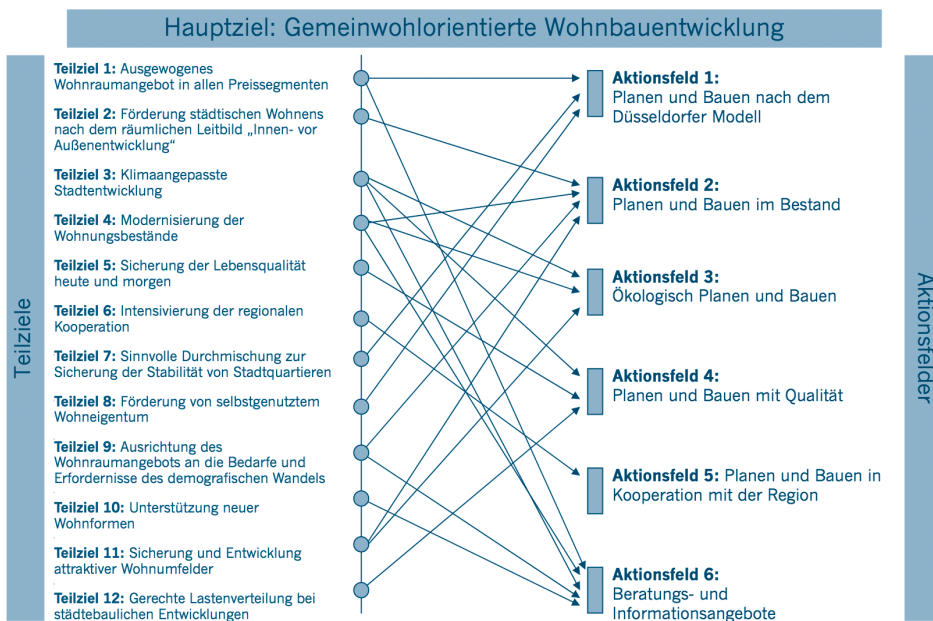 Hauptziel: Gemeinwohlorientierte Wohnbauentwicklung
Teilziele
Teilziel 1: Ausgewogenes
Wohnraumangebot in allen Preissegmenten
Teilziel 2: Förderung städtischen Wohnens
nach dem räumlichen Leitbild „Innen- vor
Außenentwicklung“
Teilziel 3: Klimaangepasste
Stadtentwicklung
Teilziel 4: Modernisierung der
Wohnungsbestände
Teilziel 5: Sicherung der Lebensqualität
heute und morgen
Teilziel 6: Intensivierung der regionalen
Kooperation
Teilziel 7: Sinnvolle Durchmischung zur
Sicherung der Stabilität von Stadtquartieren
Teilziel 8: Förderung von selbstgenutztem
Wohneigentum
Teilziel 9: Ausrichtung des
Wohnraumangebots an die Bedarfe und
Erfordernisse des demografischen Wandels
Teilziel 10: Unterstützung neuer
Wohnformen
Teilziel 11: Sicherung und Entwicklung
attraktiver Wohnumfelder
Teilziel 12: Gerechte Lastenverteilung bei
städtebaulichen Entwicklungen
Aktionsfeld 1:
Planen und Bauen nach dem
Düsseldorfer Modell
Aktionsfeld 2:
Planen und Bauen im Bestand
Aktionsfeld 3:
Ökologisch Planen und Bauen
Aktionsfeld 4:
Planen und Bauen mit Qualität
Aktionsfeld 5: Planen und Bauen in
Kooperation mit der Region
Aktionsfeld 6:
Beratungs- und
Informationsangebote
Aktionsfelder